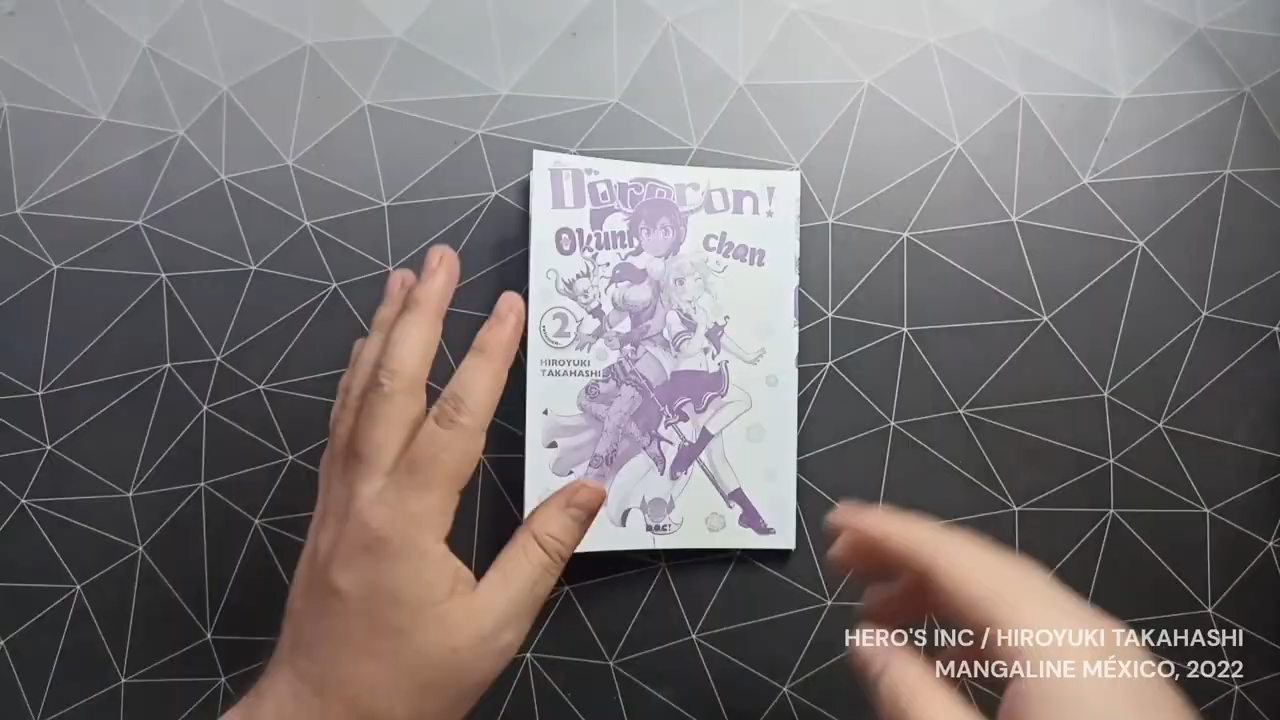 Dororon!
Okuni chan
2
HIROYUKI
TAKAHASHI
HERO'S INC / HIROYUKI TAKAHASHI
MANGALINE MÉXICO, 2022